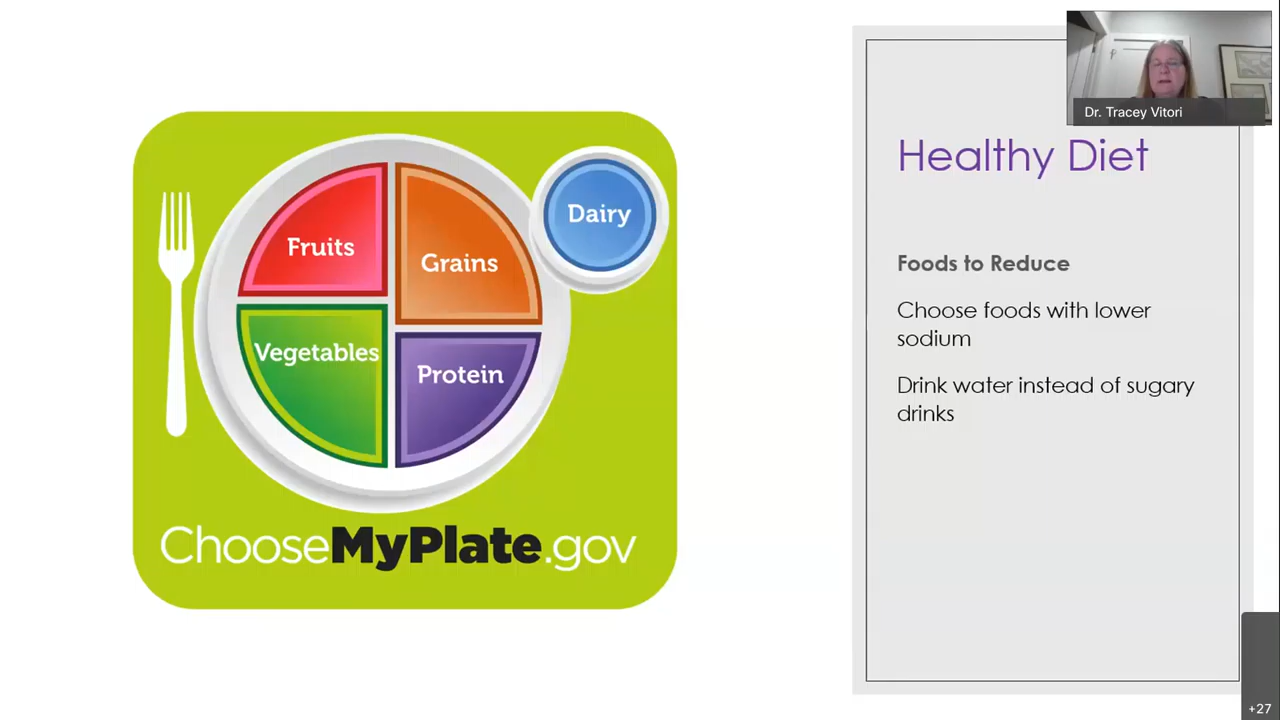 Fruits
Grains
Dairy
Vegetables
Protein
ChooseMyPlate.gov
Dr. Tracey Vitori
Healthy Diet
Foods to Reduce
Choose foods with lower
sodium
Drink water instead of sugary
drinks
+27